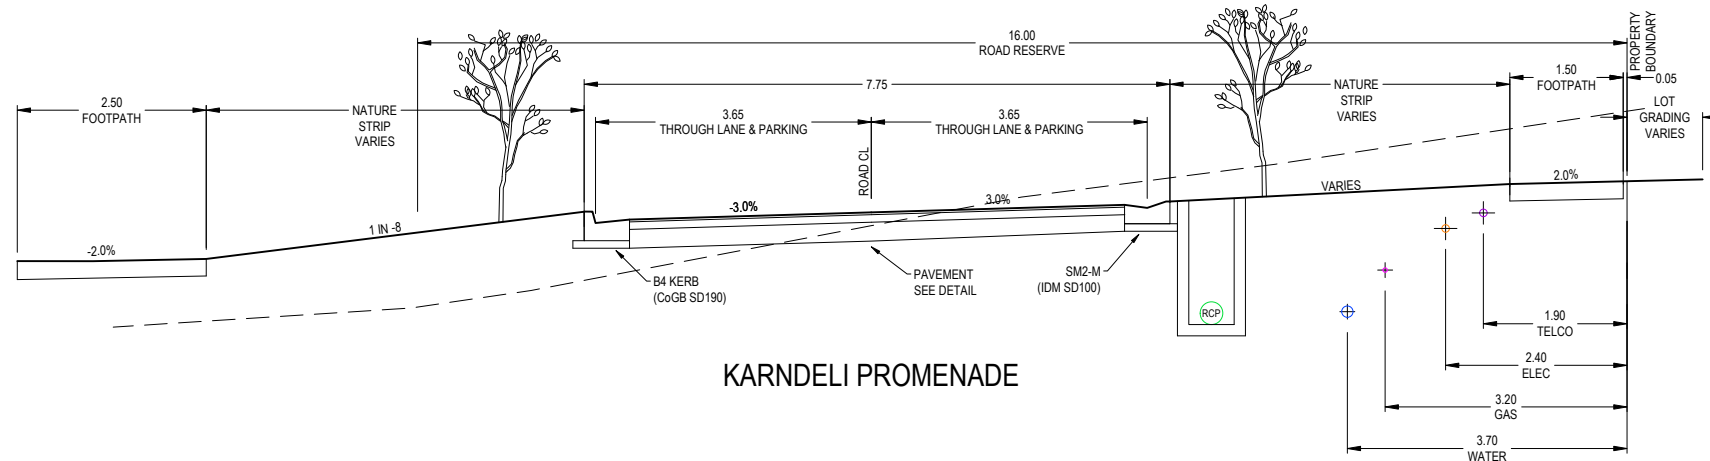 16.00
ROAD RESERVE
PROPERTY
BOUNDARY
7.75
1.50
FOOTPATH
0.05
2.50
FOOTPATH
NATURE
STRIP
VARIES
3.65
THROUGH LANE & PARKING
3.65
THROUGH LANE & PARKING
NATURE
STRIP
VARIES
LOT
GRADING
VARIES
ROAD CL
-2.0%
1 IN -8
-3.0%
3.0%
VARIES
2.0%
B4 KERB
(CoGB SD190)
PAVEMENT
SEE DETAIL
SM2-M
(IDM SD100)
RCP
1.90
TELCO
2.40
ELEC
3.20
GAS
3.70
WATER
KARNDELI PROMENADE